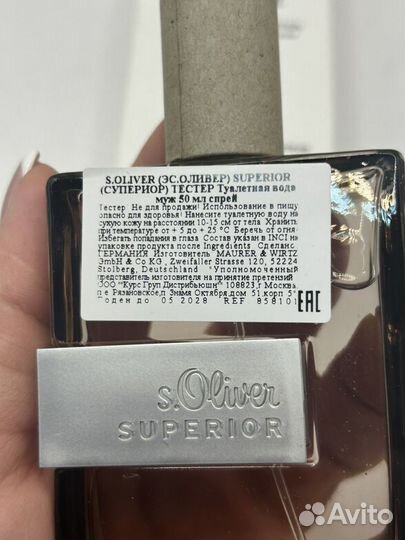 S.OLIVER (ЭС.ОЛИВЕР) SUPERIOR
(СУПЕРИОР) ТЕСТЕР Туалетная вода
муж 50 мл спрей
Тестер. Не для продажи! Использование в пищу
опасно для здоровья! Нанесите туалетную воду на
сухую кожу на расстоянии 10-15 см от тела. Хранить
при температуре от + 5 до + 25 °C. Беречь от огня.
Избегать попадания в глаза. Состав указан в INCI на
упаковке продукта после Ingredients. Сделано:
ГЕРМАНИЯ Изготовитель: MAURER & WIRTZ
GmbH & Co KG , Zweifaller Strasse 120, 52224
Stolberg, Deutschland "Уполномоченный
представитель изготовителя на принятие претензий
ООО "Курс Груп Дистрибьюшн" 108823,г Москва,
п Рязановское,п Знамя Октября,дом 51 корп 5
Годен до 05 2028 REF 858101
EAC
s.Oliver
SUPERIOR
Avito